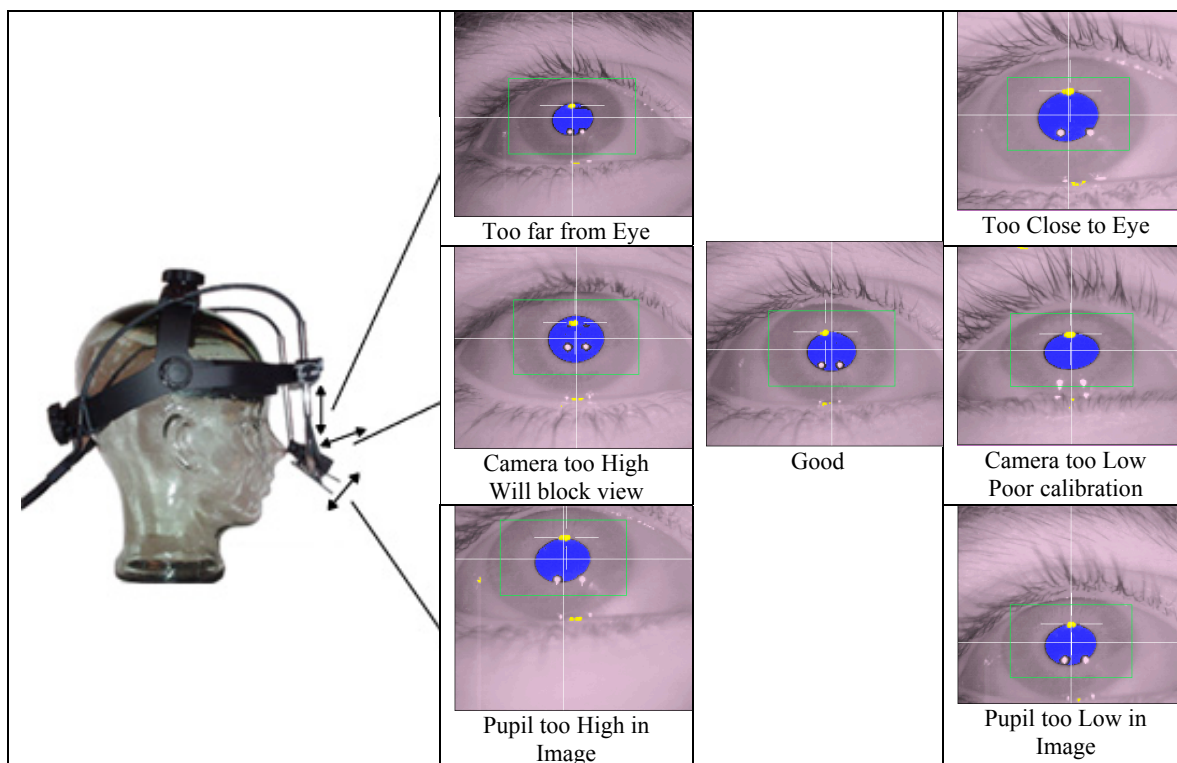 Too far from Eye
Too Close to Eye
Camera too High
Will block view
Good
Camera too Low
Poor calibration
Pupil too High in
Image
Pupil too Low in
Image